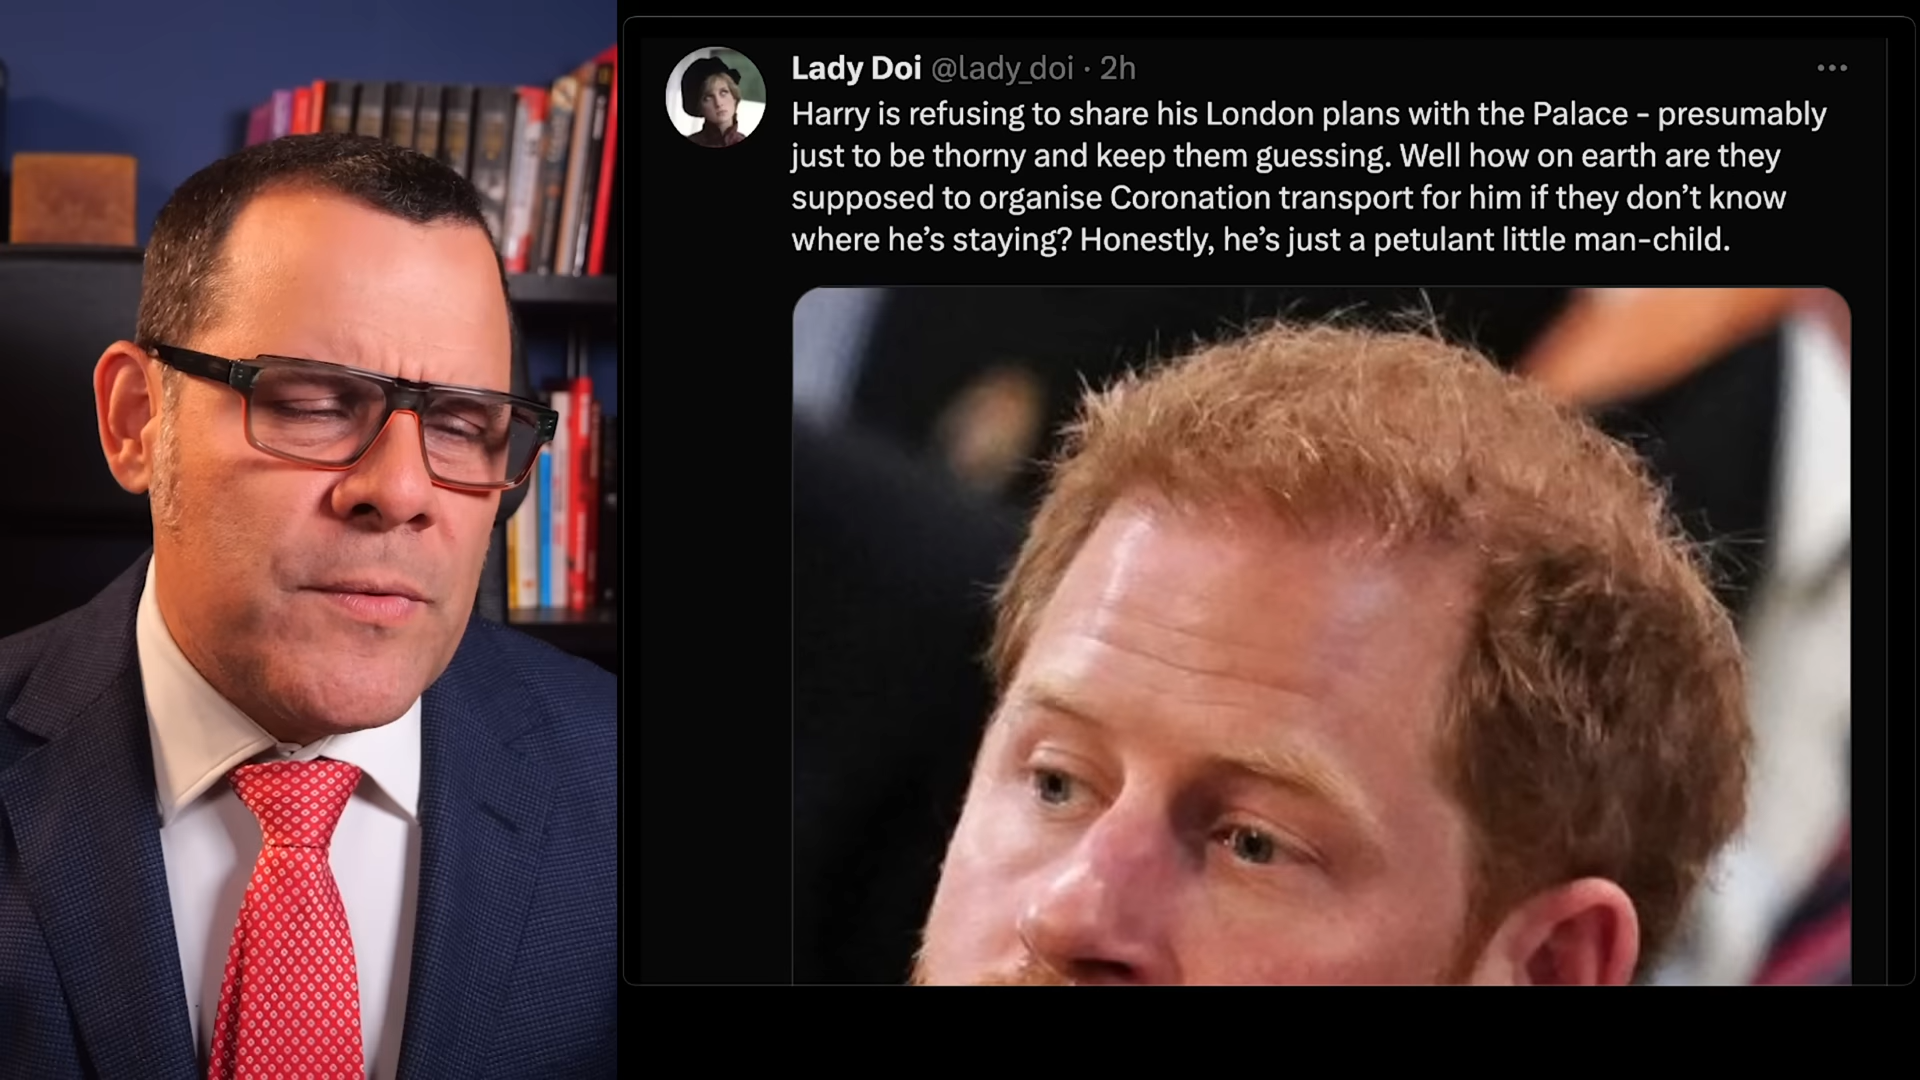 Lady Doi @lady_doi · 2h
Harry is refusing to share his London plans with the Palace - presumably
just to be thorny and keep them guessing. Well how on earth are they
supposed to organise Coronation transport for him if they don’t know
where he’s staying? Honestly, he’s just a petulant little man-child.